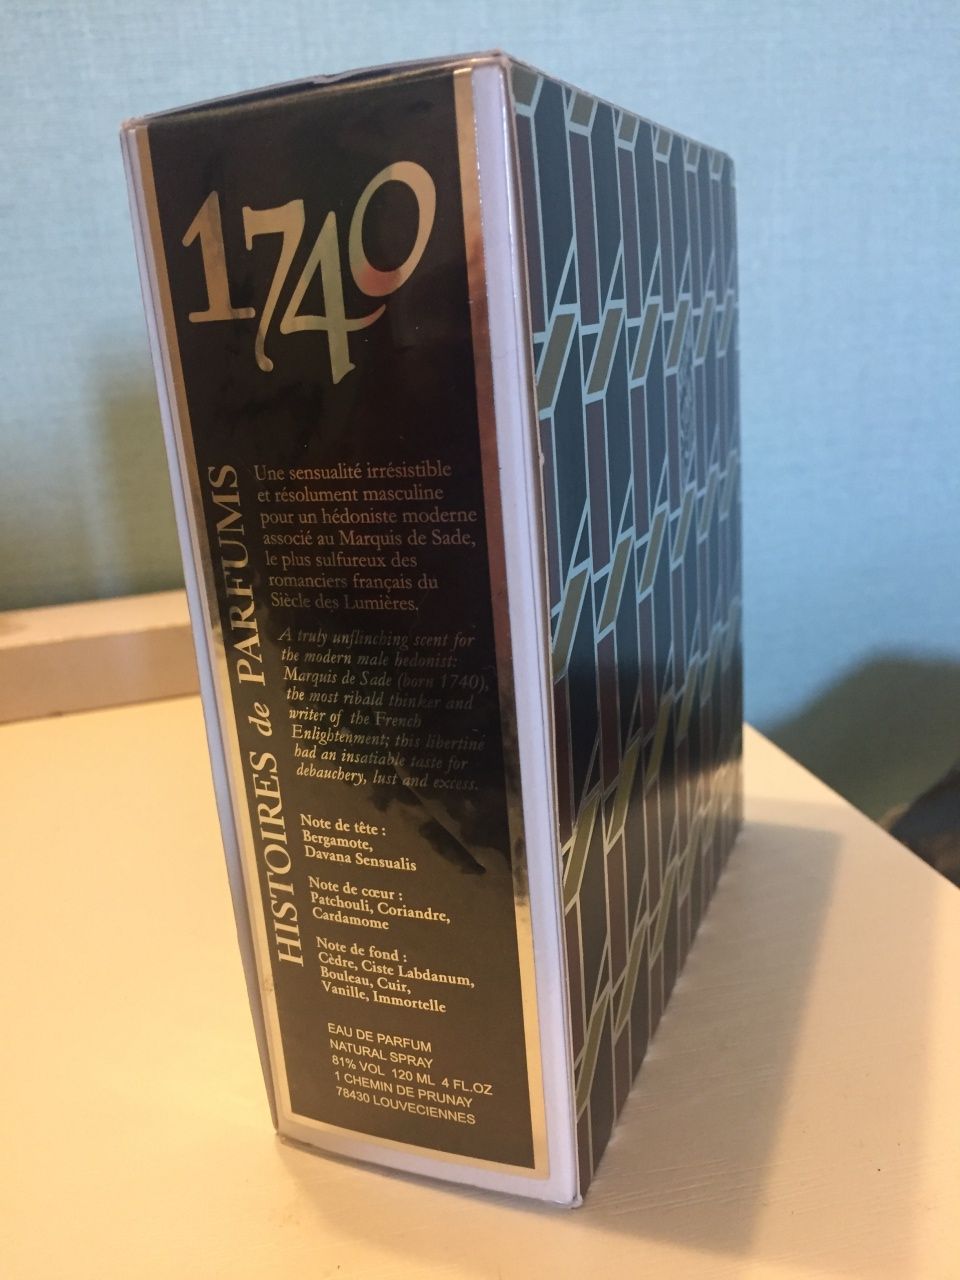 1740
HISTOIRES de PARFUMS
Une sensualité irrésistible
et résolument masculine
pour un hédoniste moderne
associé au Marquis de Sade,
le plus sulfureux des
romanciers français du
Siècle des Lumières.
A truly unflinching scent for
the modern male hedonist:
Marquis de Sade (born 1740),
the most ribald thinker and
writer of the French
Enlightenment; this libertine
had an insatiable taste for
debauchery, lust and excess.
Note de tête :
Bergamote,
Davana Sensualis
Note de cœur :
Patchouli, Coriandre,
Cardamome
Note de fond :
Cèdre, Ciste Labdanum,
Bouleau, Cuir,
Vanille, Immortelle
EAU DE PARFUM
NATURAL SPRAY
81% VOL 120 ML 4 FL.OZ
1 CHEMIN DE PRUNAY
78430 LOUVECIENNES